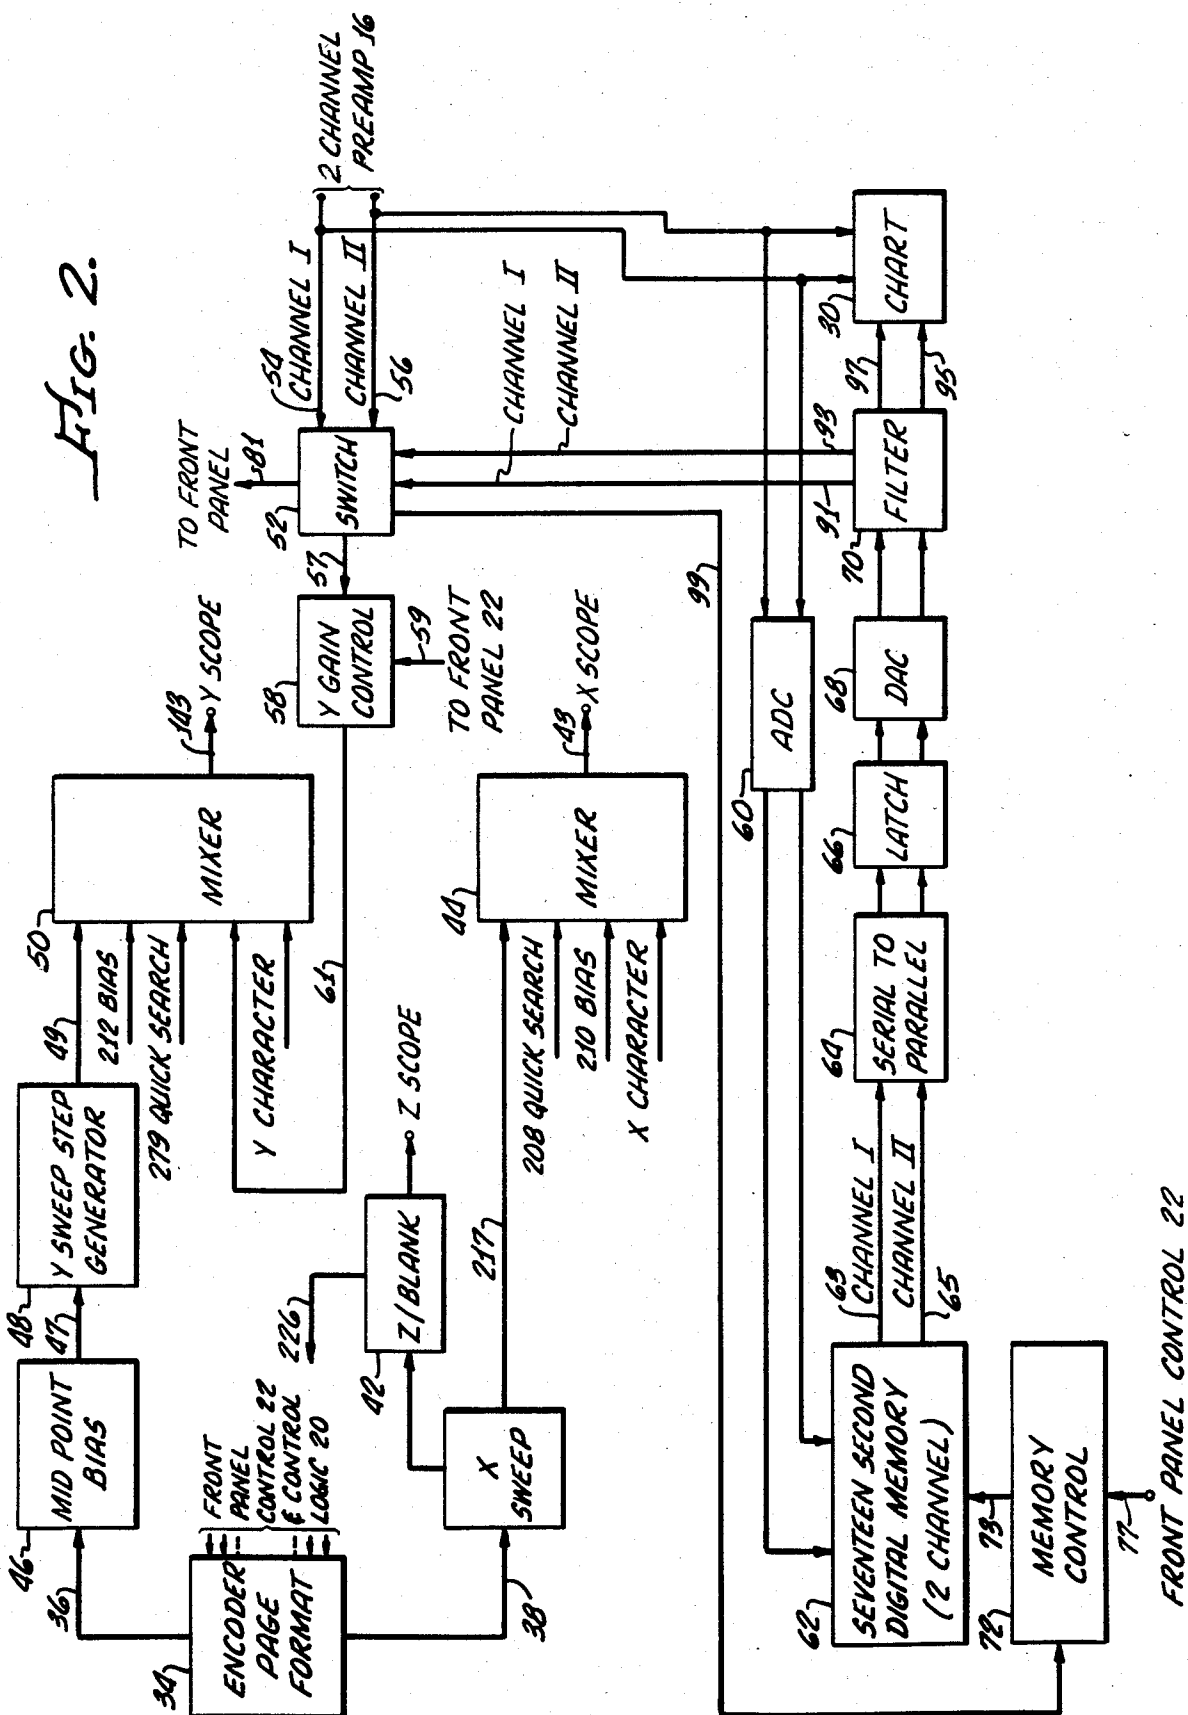 FIG. 2.
2 CHANNEL
PREAMP 16
54
CHANNEL I
CHANNEL II
56
TO FRONT
PANEL
81
52
SWITCH
57
58
Y GAIN
CONTROL
59
TO FRONT
PANEL 22
CHANNEL I
CHANNEL II
99
143
Y SCOPE
50
MIXER
49
212 BIAS
279 QUICK SEARCH
Y CHARACTER
61
48
Y SWEEP STEP
GENERATOR
47
46
MID POINT
BIAS
36
34
ENCODER
PAGE
FORMAT
FRONT
PANEL
CONTROL 22
& CONTROL
LOGIC 20
38
X
SWEEP
42
Z/BLANK
226
Z SCOPE
217
44
MIXER
43
X SCOPE
208 QUICK SEARCH
210 BIAS
X CHARACTER
60
ADC
30
CHART
97
95
70
FILTER
91
93
68
DAC
66
LATCH
64
SERIAL TO
PARALLEL
63
CHANNEL I
CHANNEL II
65
62
SEVENTEEN SECOND
DIGITAL MEMORY
(2 CHANNEL)
73
72
MEMORY
CONTROL
77
FRONT PANEL CONTROL 22